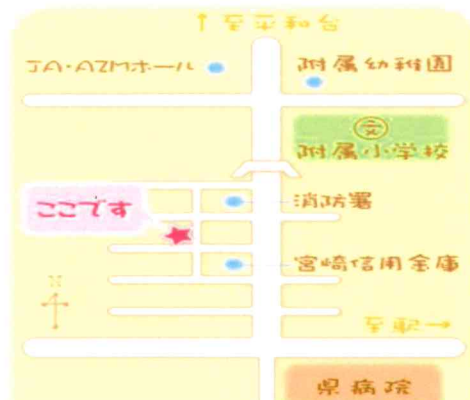 ↑至平和台
JA・AZMホール
附属幼稚園
文
附属小学校
消防署
ここです
宮崎信用金庫
N
至駅→
県病院